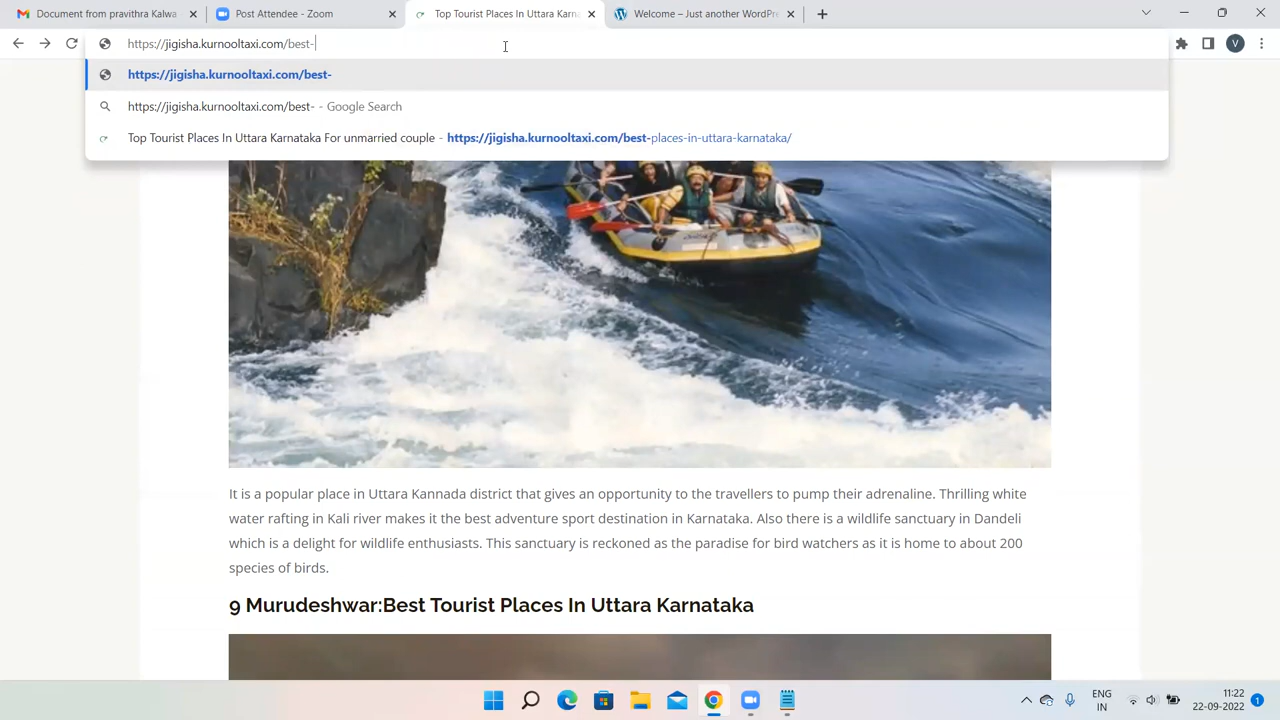 Document from pravithra Kalwa
Post Attendee - Zoom
Top Tourist Places In Uttara Karna
Welcome – Just another WordPre
https://jigisha.kurnooltaxi.com/best-
V
https://jigisha.kurnooltaxi.com/best-
https://jigisha.kurnooltaxi.com/best- - Google Search
Top Tourist Places In Uttara Karnataka For unmarried couple - https://jigisha.kurnooltaxi.com/best-places-in-uttara-karnataka/
It is a popular place in Uttara Kannada district that gives an opportunity to the travellers to pump their adrenaline. Thrilling white
water rafting in Kali river makes it the best adventure sport destination in Karnataka. Also there is a wildlife sanctuary in Dandeli
which is a delight for wildlife enthusiasts. This sanctuary is reckoned as the paradise for bird watchers as it is home to about 200
species of birds.
9 Murudeshwar:Best Tourist Places In Uttara Karnataka
ENG
IN
11:22
22-09-2022
1